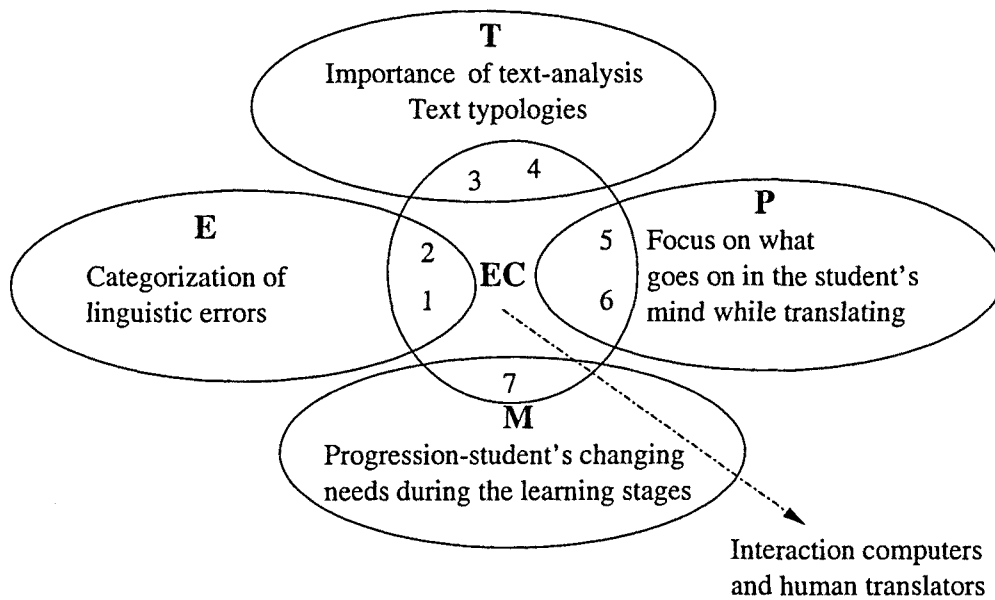 T
Importance of text-analysis
Text typologies
3
4
E
Categorization of
linguistic errors
2
1
EC
P
5
6
Focus on what
goes on in the student's
mind while translating
7
M
Progression-student's changing
needs during the learning stages
Interaction computers
and human translators